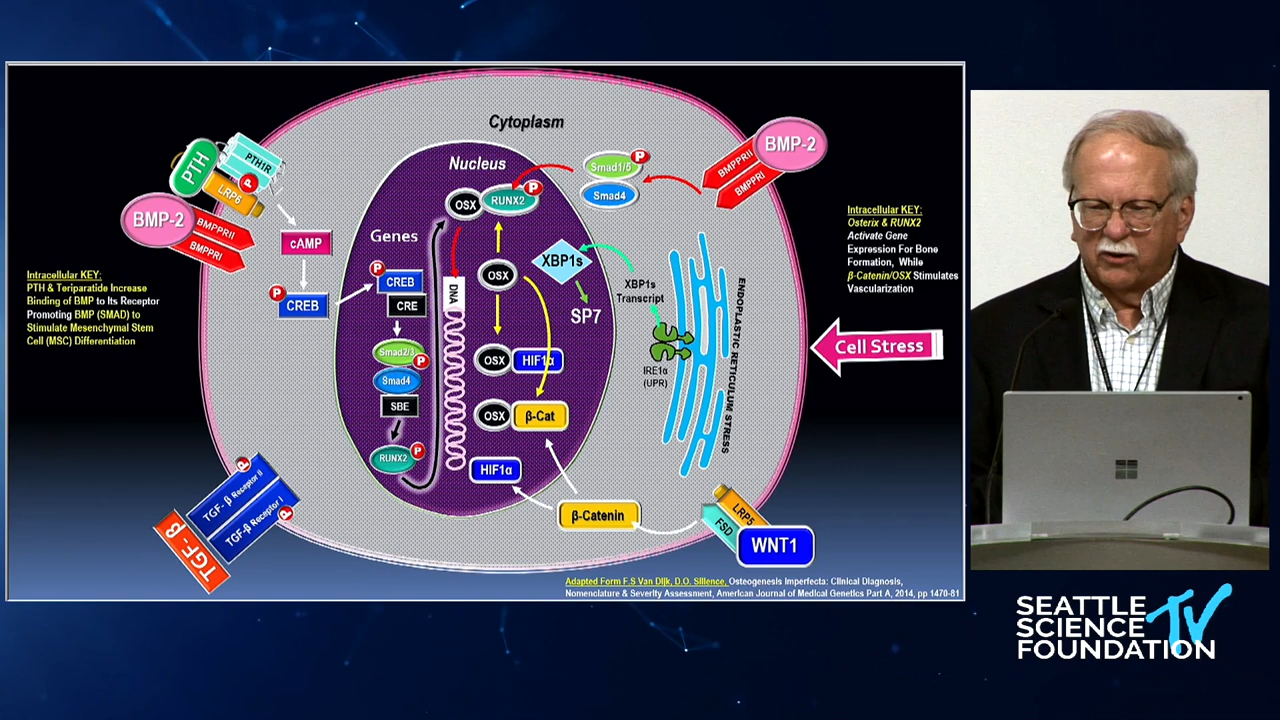 Cytoplasm
Nucleus
Genes
PTH
PTH1R
LRP6
P
BMP-2
BMPPRII
BMPPRI
cAMP
P
CREB
Intracellular KEY:
PTH & Teriparatide Increase
Binding of BMP to Its Receptor
Promoting BMP (SMAD) to
Stimulate Mesenchymal Stem
Cell (MSC) Differentiation
P
CREB
CRE
Smad2/3
P
Smad4
SBE
RUNX2
P
OSX
RUNX2
P
DNA
OSX
OSX
HIF1α
OSX
β-Cat
HIF1α
XBP1s
SP7
Smad1/5
P
Smad4
BMP-2
BMPPRII
BMPPRI
XBP1s
Transcript
IRE1α
(UPR)
ENDOPLASTIC RETICULUM STRESS
Intracellular KEY:
Osterix & RUNX2
Activate Gene
Expression For Bone
Formation, While
β-Catenin/OSX Stimulates
Vascularization
Cell Stress
TGF-β
TGF- β Receptor II
TGF-β Receptor I
P
P
β-Catenin
LRP5
FSD
WNT1
Adapted Form F.S Van Dijk, D.O. Sillence, Osteogenesis Imperfecta: Clinical Diagnosis,
Nomenclature & Severity Assessment, American Journal of Medical Genetics Part A, 2014, pp 1470-81
SEATTLE
SCIENCE TV
FOUNDATION